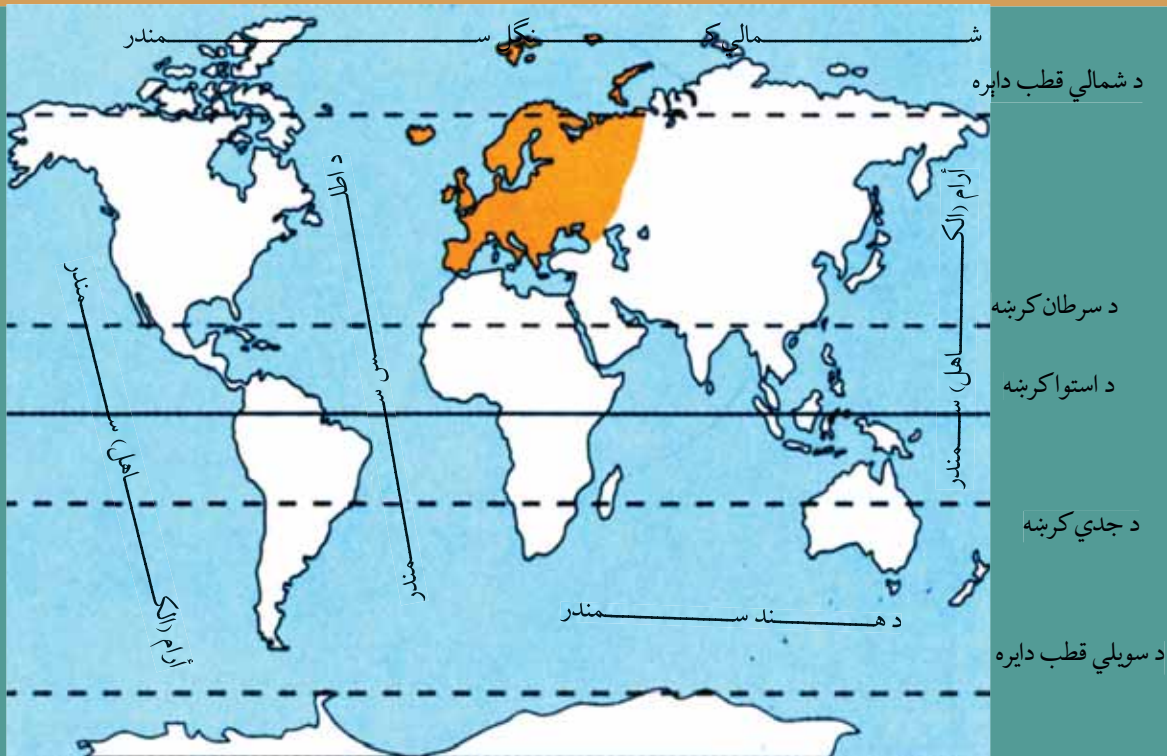 شمالي کنگل سمندر
د شمالي قطب دایره
آرام (الکاهل) سمندر
د اطلس سمندر
آرام (الکاهل) سمندر
د سرطان کرښه
د استوا کرښه
د جدي کرښه
د هند سمندر
د سویلي قطب دایره